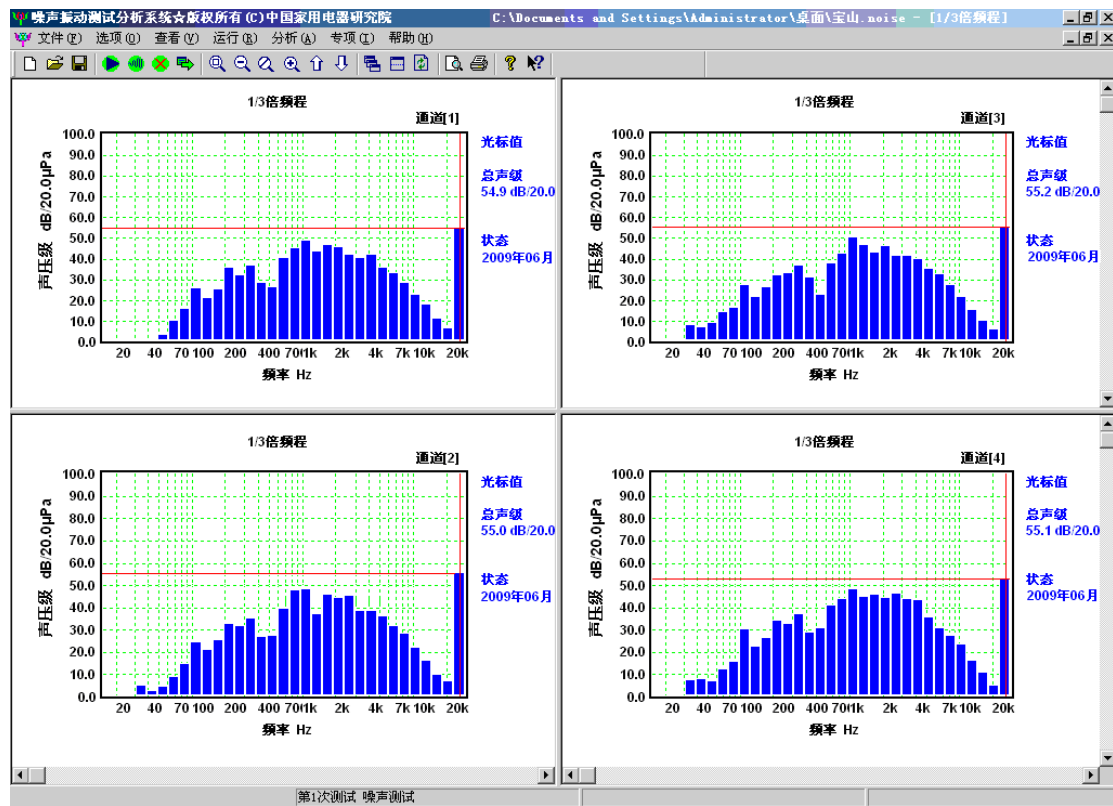 噪声振动测试分析系统☆版权所有(C)中国家用电器研究院 C:\Documents and Settings\Administrator\桌面\宝山.noise - [1/3倍频程]
文件(F) 选项(O) 查看(V) 运行(R) 分析(A) 专项(I) 帮助(H)
1/3倍频程
通道[1]
声压级 dB/20.0µPa
100.0
90.0
80.0
70.0
60.0
50.0
40.0
30.0
20.0
10.0
0.0
20 40 70 100 200 400 700 1k 2k 4k 7k 10k 20k
频率 Hz
光标值
总声级
54.9 dB/20.0
状态
2009年06月
1/3倍频程
通道[3]
声压级 dB/20.0µPa
100.0
90.0
80.0
70.0
60.0
50.0
40.0
30.0
20.0
10.0
0.0
20 40 70 100 200 400 700 1k 2k 4k 7k 10k 20k
频率 Hz
光标值
总声级
55.2 dB/20.0
状态
2009年06月
1/3倍频程
通道[2]
声压级 dB/20.0µPa
100.0
90.0
80.0
70.0
60.0
50.0
40.0
30.0
20.0
10.0
0.0
20 40 70 100 200 400 700 1k 2k 4k 7k 10k 20k
频率 Hz
光标值
总声级
55.0 dB/20.0
状态
2009年06月
1/3倍频程
通道[4]
声压级 dB/20.0µPa
100.0
90.0
80.0
70.0
60.0
50.0
40.0
30.0
20.0
10.0
0.0
20 40 70 100 200 400 700 1k 2k 4k 7k 10k 20k
频率 Hz
光标值
总声级
55.1 dB/20.0
状态
2009年06月
第1次测试 噪声测试